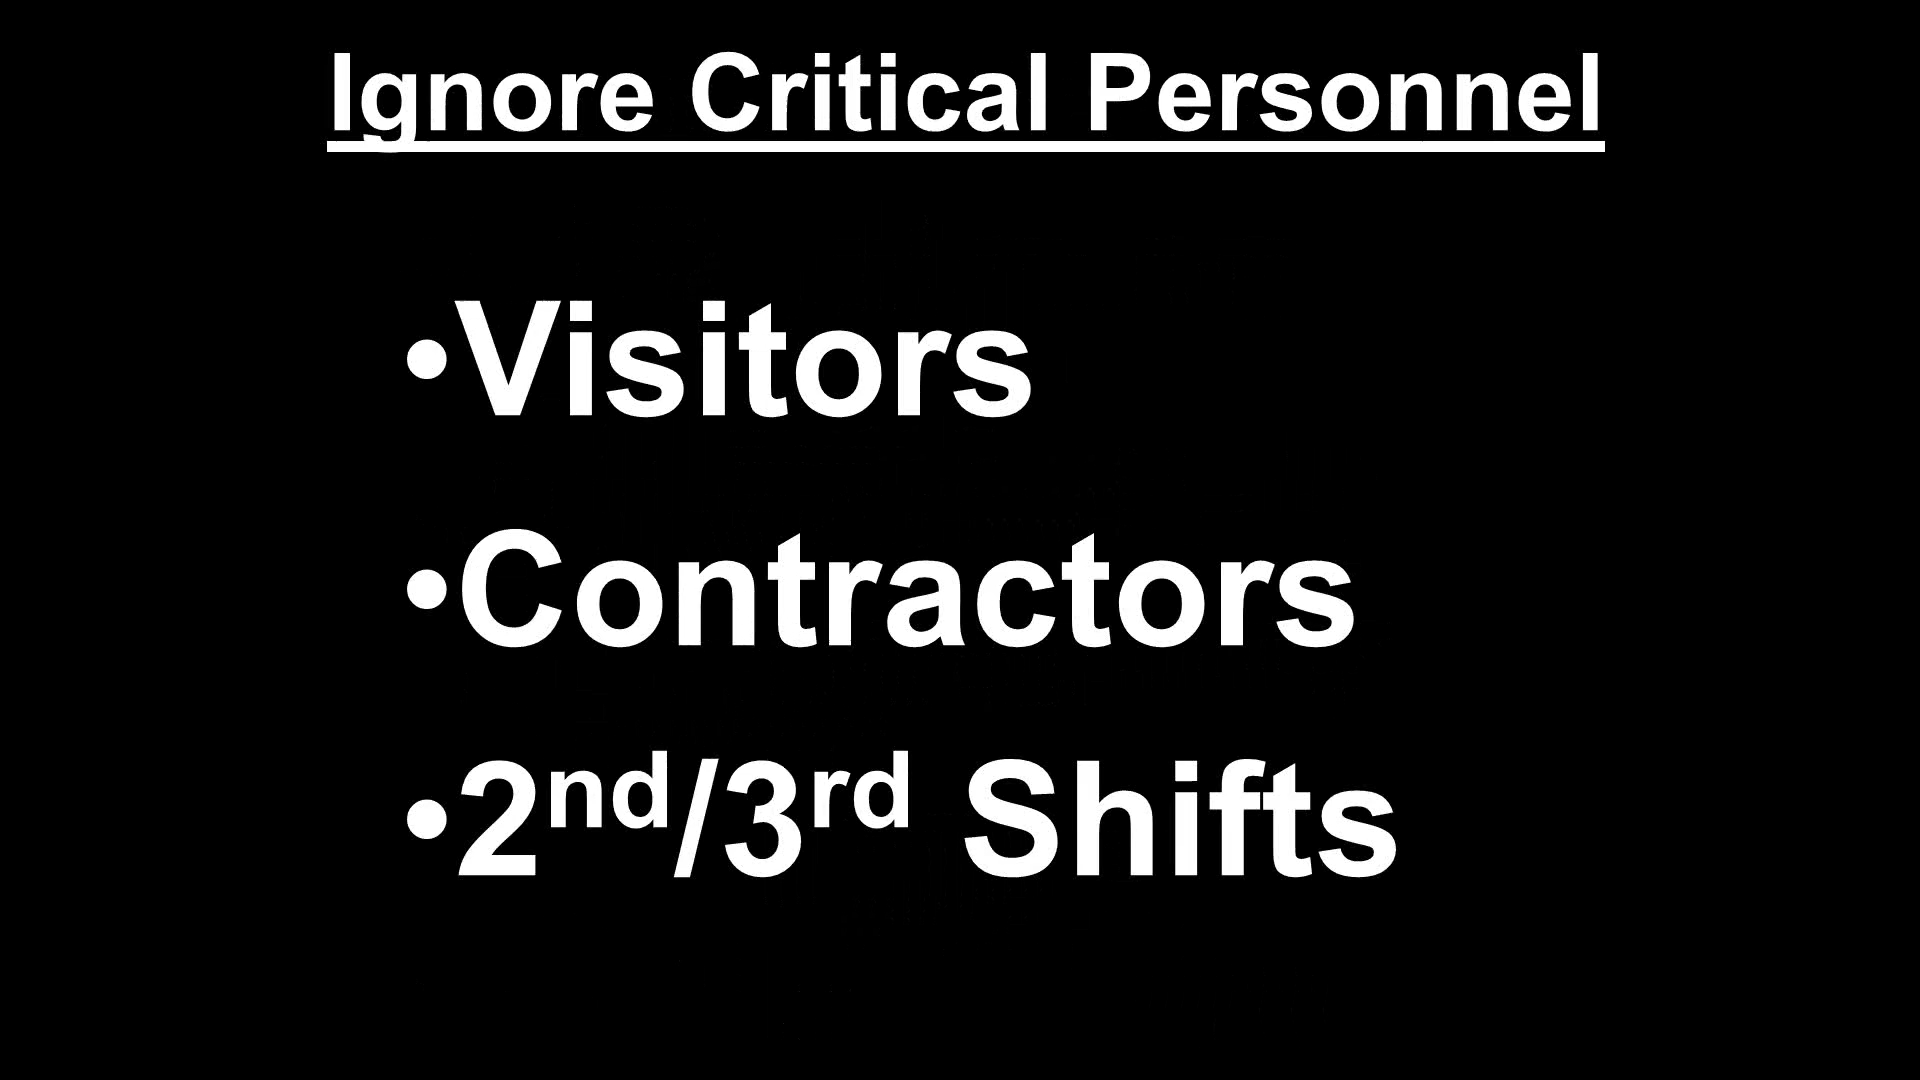 Ignore Critical Personnel
•Visitors
•Contractors
•2nd/3rd Shifts